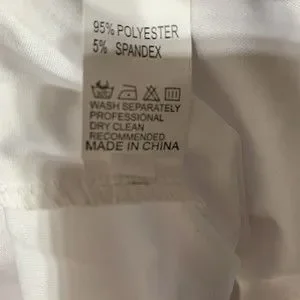 95% POLYESTER
5% SPANDEX
WASH SEPARATELY
PROFESSIONAL
DRY CLEAN
RECOMMENDED
MADE IN CHINA